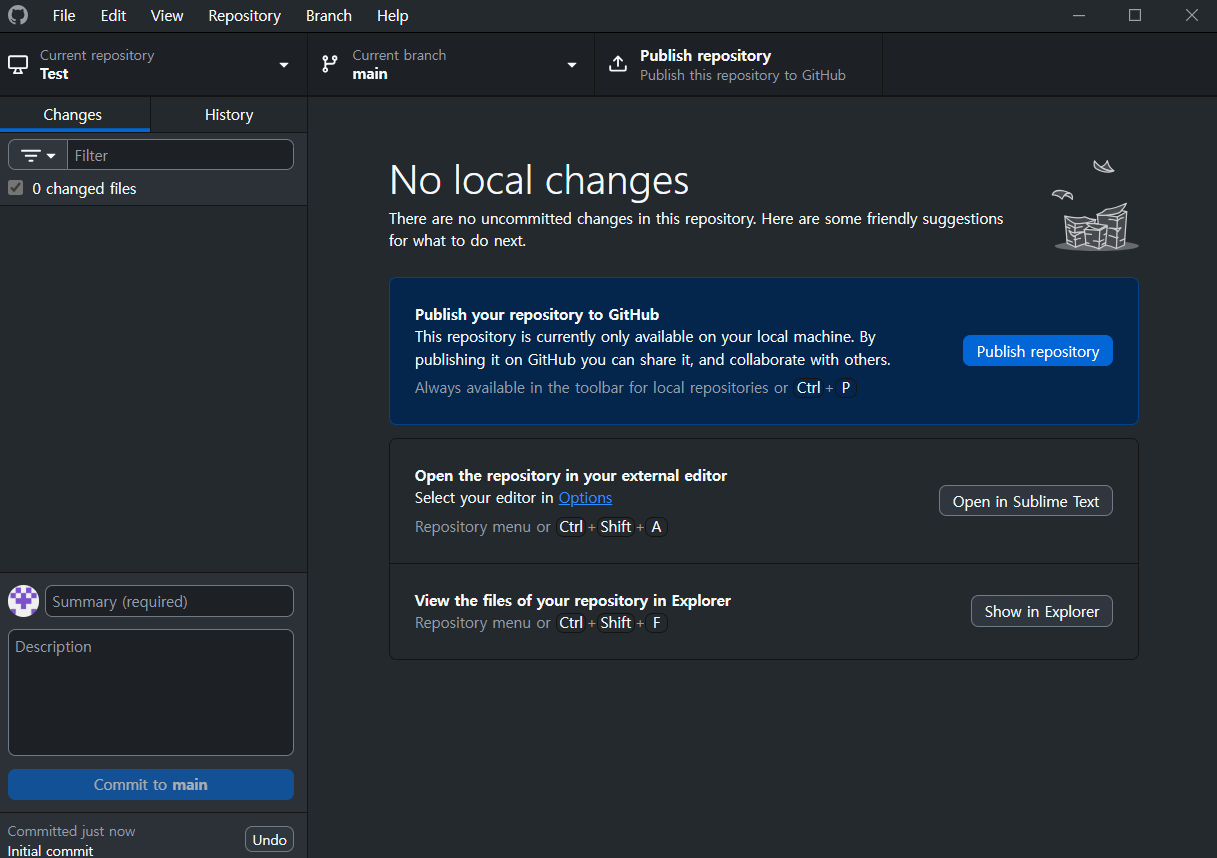 File Edit View Repository Branch Help
Current repository
Test
Current branch
main
Publish repository
Publish this repository to GitHub
Changes History
Filter
0 changed files
No local changes
There are no uncommitted changes in this repository. Here are some friendly suggestions
for what to do next.
Publish your repository to GitHub
This repository is currently only available on your local machine. By
publishing it on GitHub you can share it, and collaborate with others.
Always available in the toolbar for local repositories or Ctrl + P
Publish repository
Open the repository in your external editor
Select your editor in Options
Repository menu or Ctrl + Shift + A
Open in Sublime Text
View the files of your repository in Explorer
Repository menu or Ctrl + Shift + F
Show in Explorer
Summary (required)
Description
Commit to main
Committed just now
Initial commit
Undo